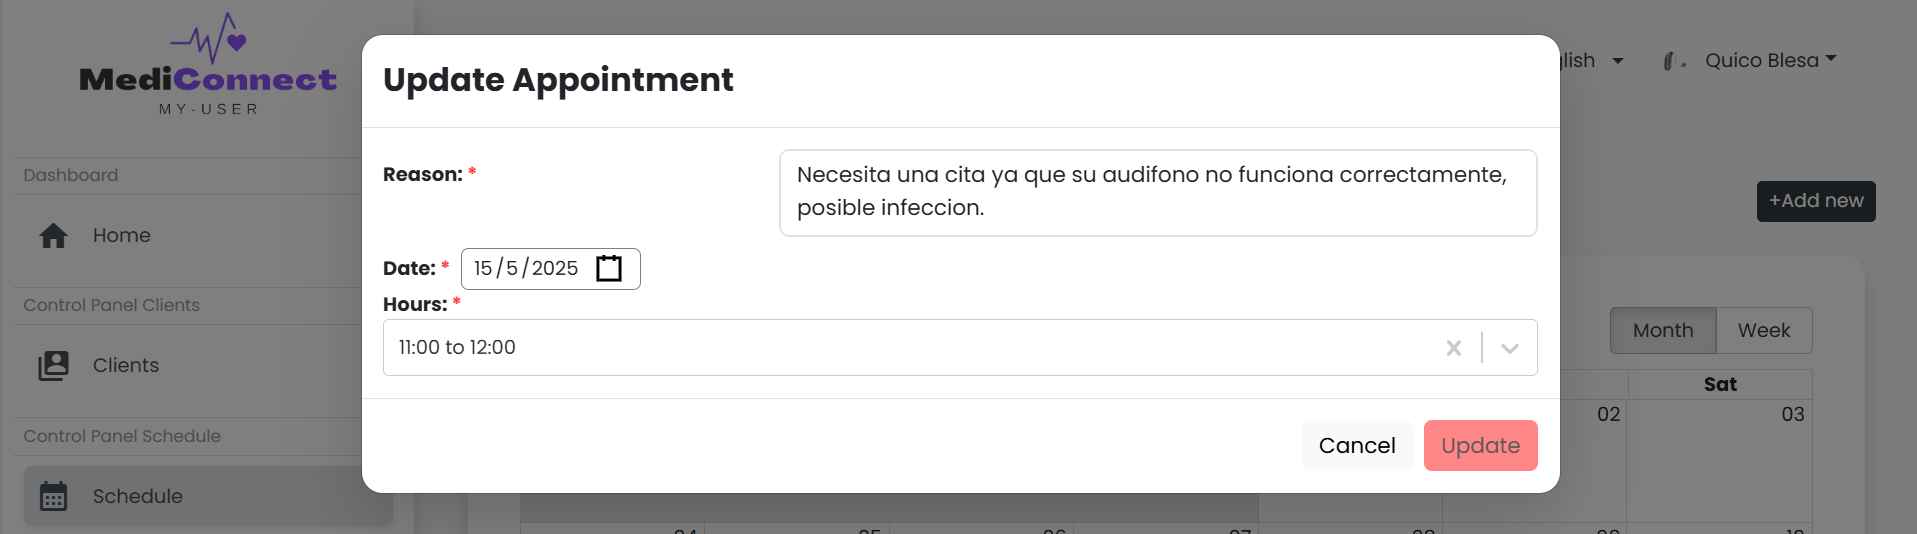 MediConnect
MY-USER
Dashboard
Home
Control Panel Clients
Clients
Control Panel Schedule
Schedule
Update Appointment
Reason: *
Necesita una cita ya que su audifono no funciona correctamente,
posible infeccion.
Date: * 15/5/2025
Hours: *
11:00 to 12:00
Cancel Update
glish Quico Blesa
+Add new
Month Week
Sat
02 03